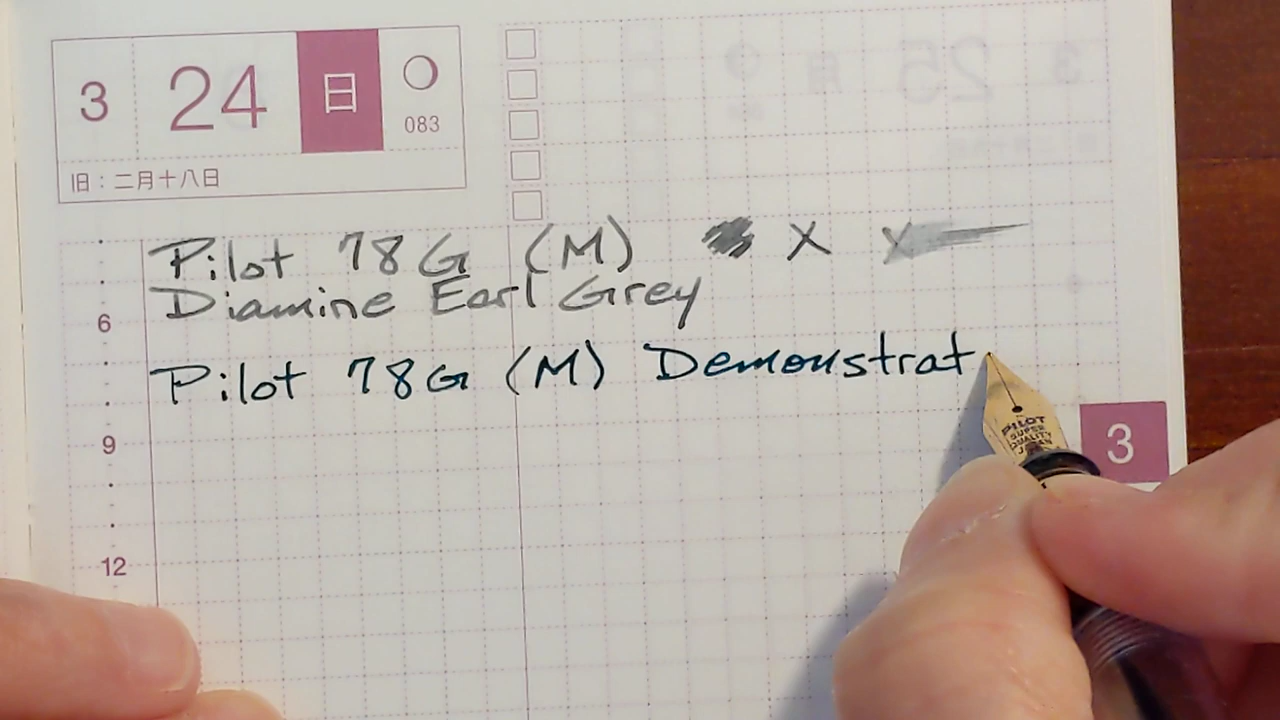 3 24 日
083
旧：二月十八日
Pilot 78G (M) X X
Diamine Earl Grey
6
Pilot 78G (M) Demonstrat
9
3
12
PILOT
SUPER
QUALITY
JAPAN